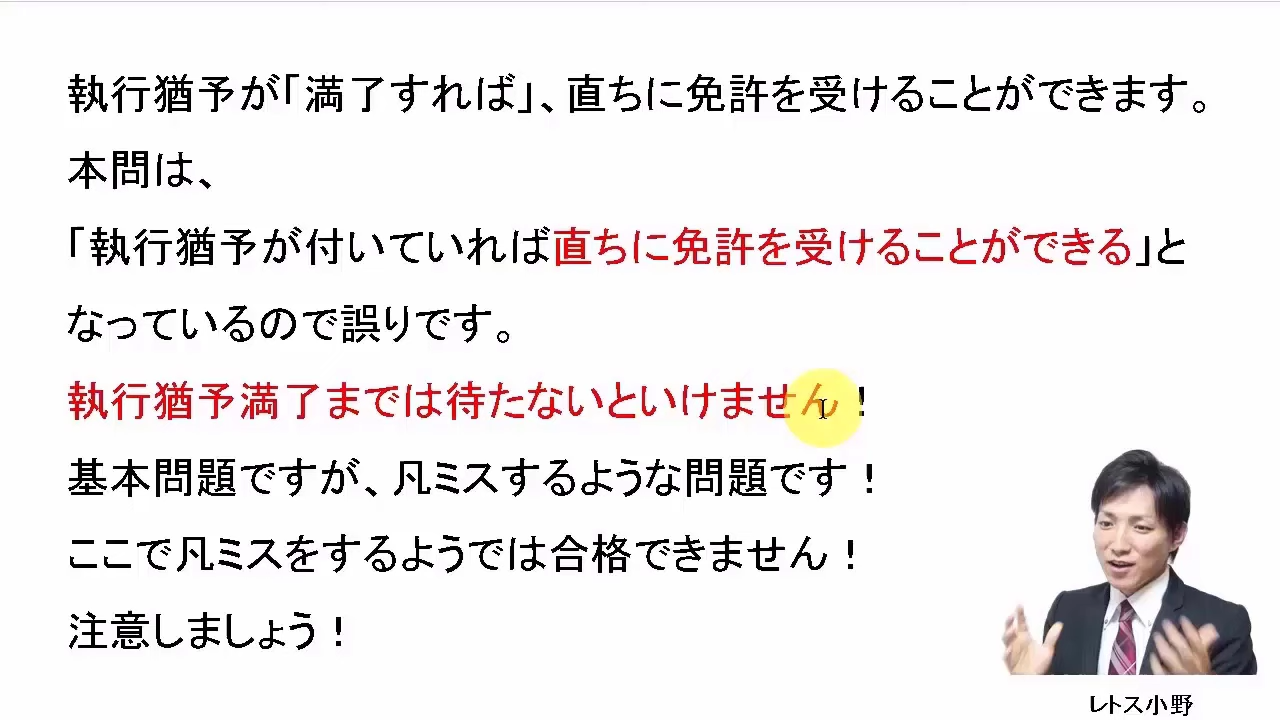 執行猶予が「満了すれば」、直ちに免許を受けることができます。
本問は、
「執行猶予が付いていれば直ちに免許を受けることができる」と
なっているので誤りです。
執行猶予満了までは待たないといけません！
基本問題ですが、凡ミスするような問題です！
ここで凡ミスをするようでは合格できません！
注意しましょう！
レトス小野